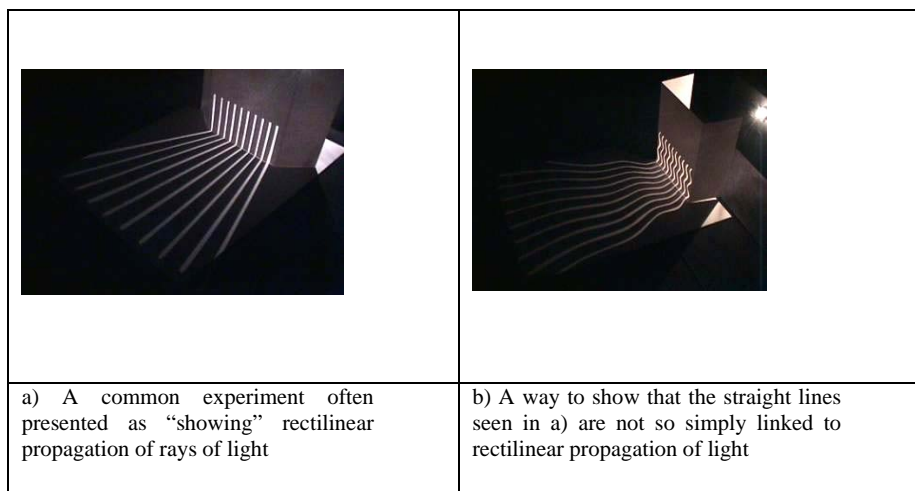 a) A common experiment often
presented as “showing” rectilinear
propagation of rays of light
b) A way to show that the straight lines
seen in a) are not so simply linked to
rectilinear propagation of light